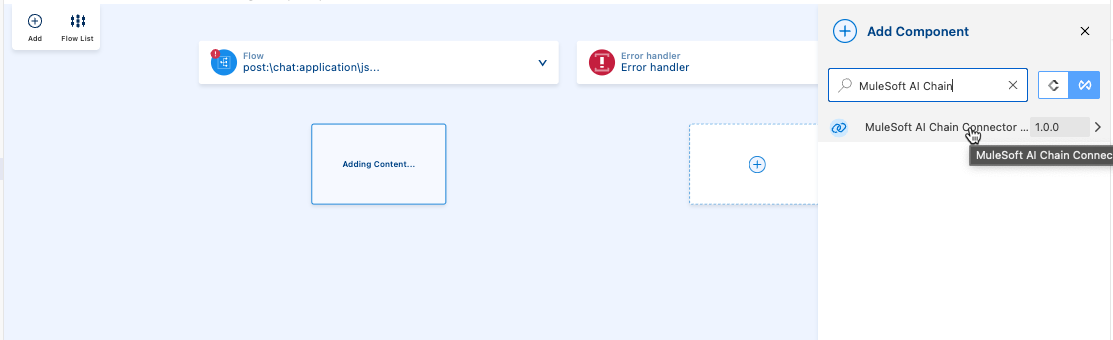 Add
Flow List
Flow
post:\chat:application\js...
Error handler
Error handler
Adding Content...
Add Component
MuleSoft AI Chain
MuleSoft AI Chain Connector ...
1.0.0
MuleSoft AI Chain Connec